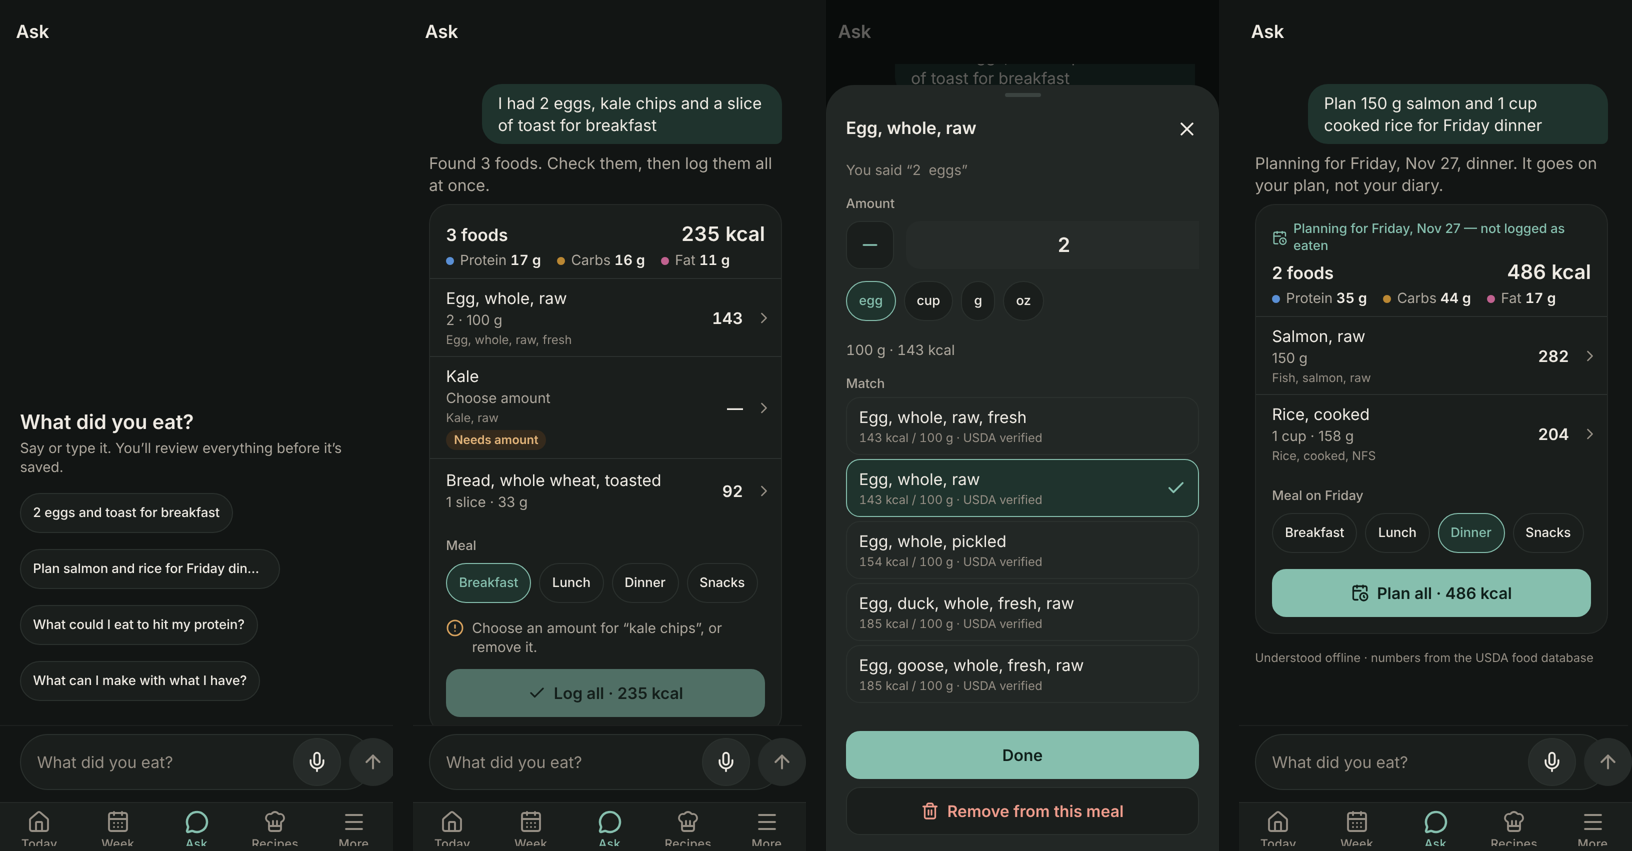 Ask
What did you eat?
Say or type it. You’ll review everything before it’s
saved.
2 eggs and toast for breakfast
Plan salmon and rice for Friday din...
What could I eat to hit my protein?
What can I make with what I have?
What did you eat?
Today Week Ask Recipes More
Ask
I had 2 eggs, kale chips and a slice
of toast for breakfast
Found 3 foods. Check them, then log them all
at once.
3 foods 235 kcal
Protein 17 g Carbs 16 g Fat 11 g
Egg, whole, raw
2 · 100 g 143
Egg, whole, raw, fresh
Kale
Choose amount —
Kale, raw
Needs amount
Bread, whole wheat, toasted
1 slice · 33 g 92
Meal
Breakfast Lunch Dinner Snacks
Choose an amount for “kale chips”, or
remove it.
Log all · 235 kcal
What did you eat?
Today Week Ask Recipes More
Ask
of toast for breakfast
Egg, whole, raw
You said “2 eggs”
Amount
2
egg cup g oz
100 g · 143 kcal
Match
Egg, whole, raw, fresh
143 kcal / 100 g · USDA verified
Egg, whole, raw
143 kcal / 100 g · USDA verified
Egg, whole, pickled
154 kcal / 100 g · USDA verified
Egg, duck, whole, fresh, raw
185 kcal / 100 g · USDA verified
Egg, goose, whole, fresh, raw
185 kcal / 100 g · USDA verified
Done
Remove from this meal
Ask
Plan 150 g salmon and 1 cup
cooked rice for Friday dinner
Planning for Friday, Nov 27, dinner. It goes on
your plan, not your diary.
Planning for Friday, Nov 27 — not logged as
eaten
2 foods 486 kcal
Protein 35 g Carbs 44 g Fat 17 g
Salmon, raw
150 g 282
Fish, salmon, raw
Rice, cooked
1 cup · 158 g 204
Rice, cooked, NFS
Meal on Friday
Breakfast Lunch Dinner Snacks
Plan all · 486 kcal
Understood offline · numbers from the USDA food database
What did you eat?
Today Week Ask Recipes More